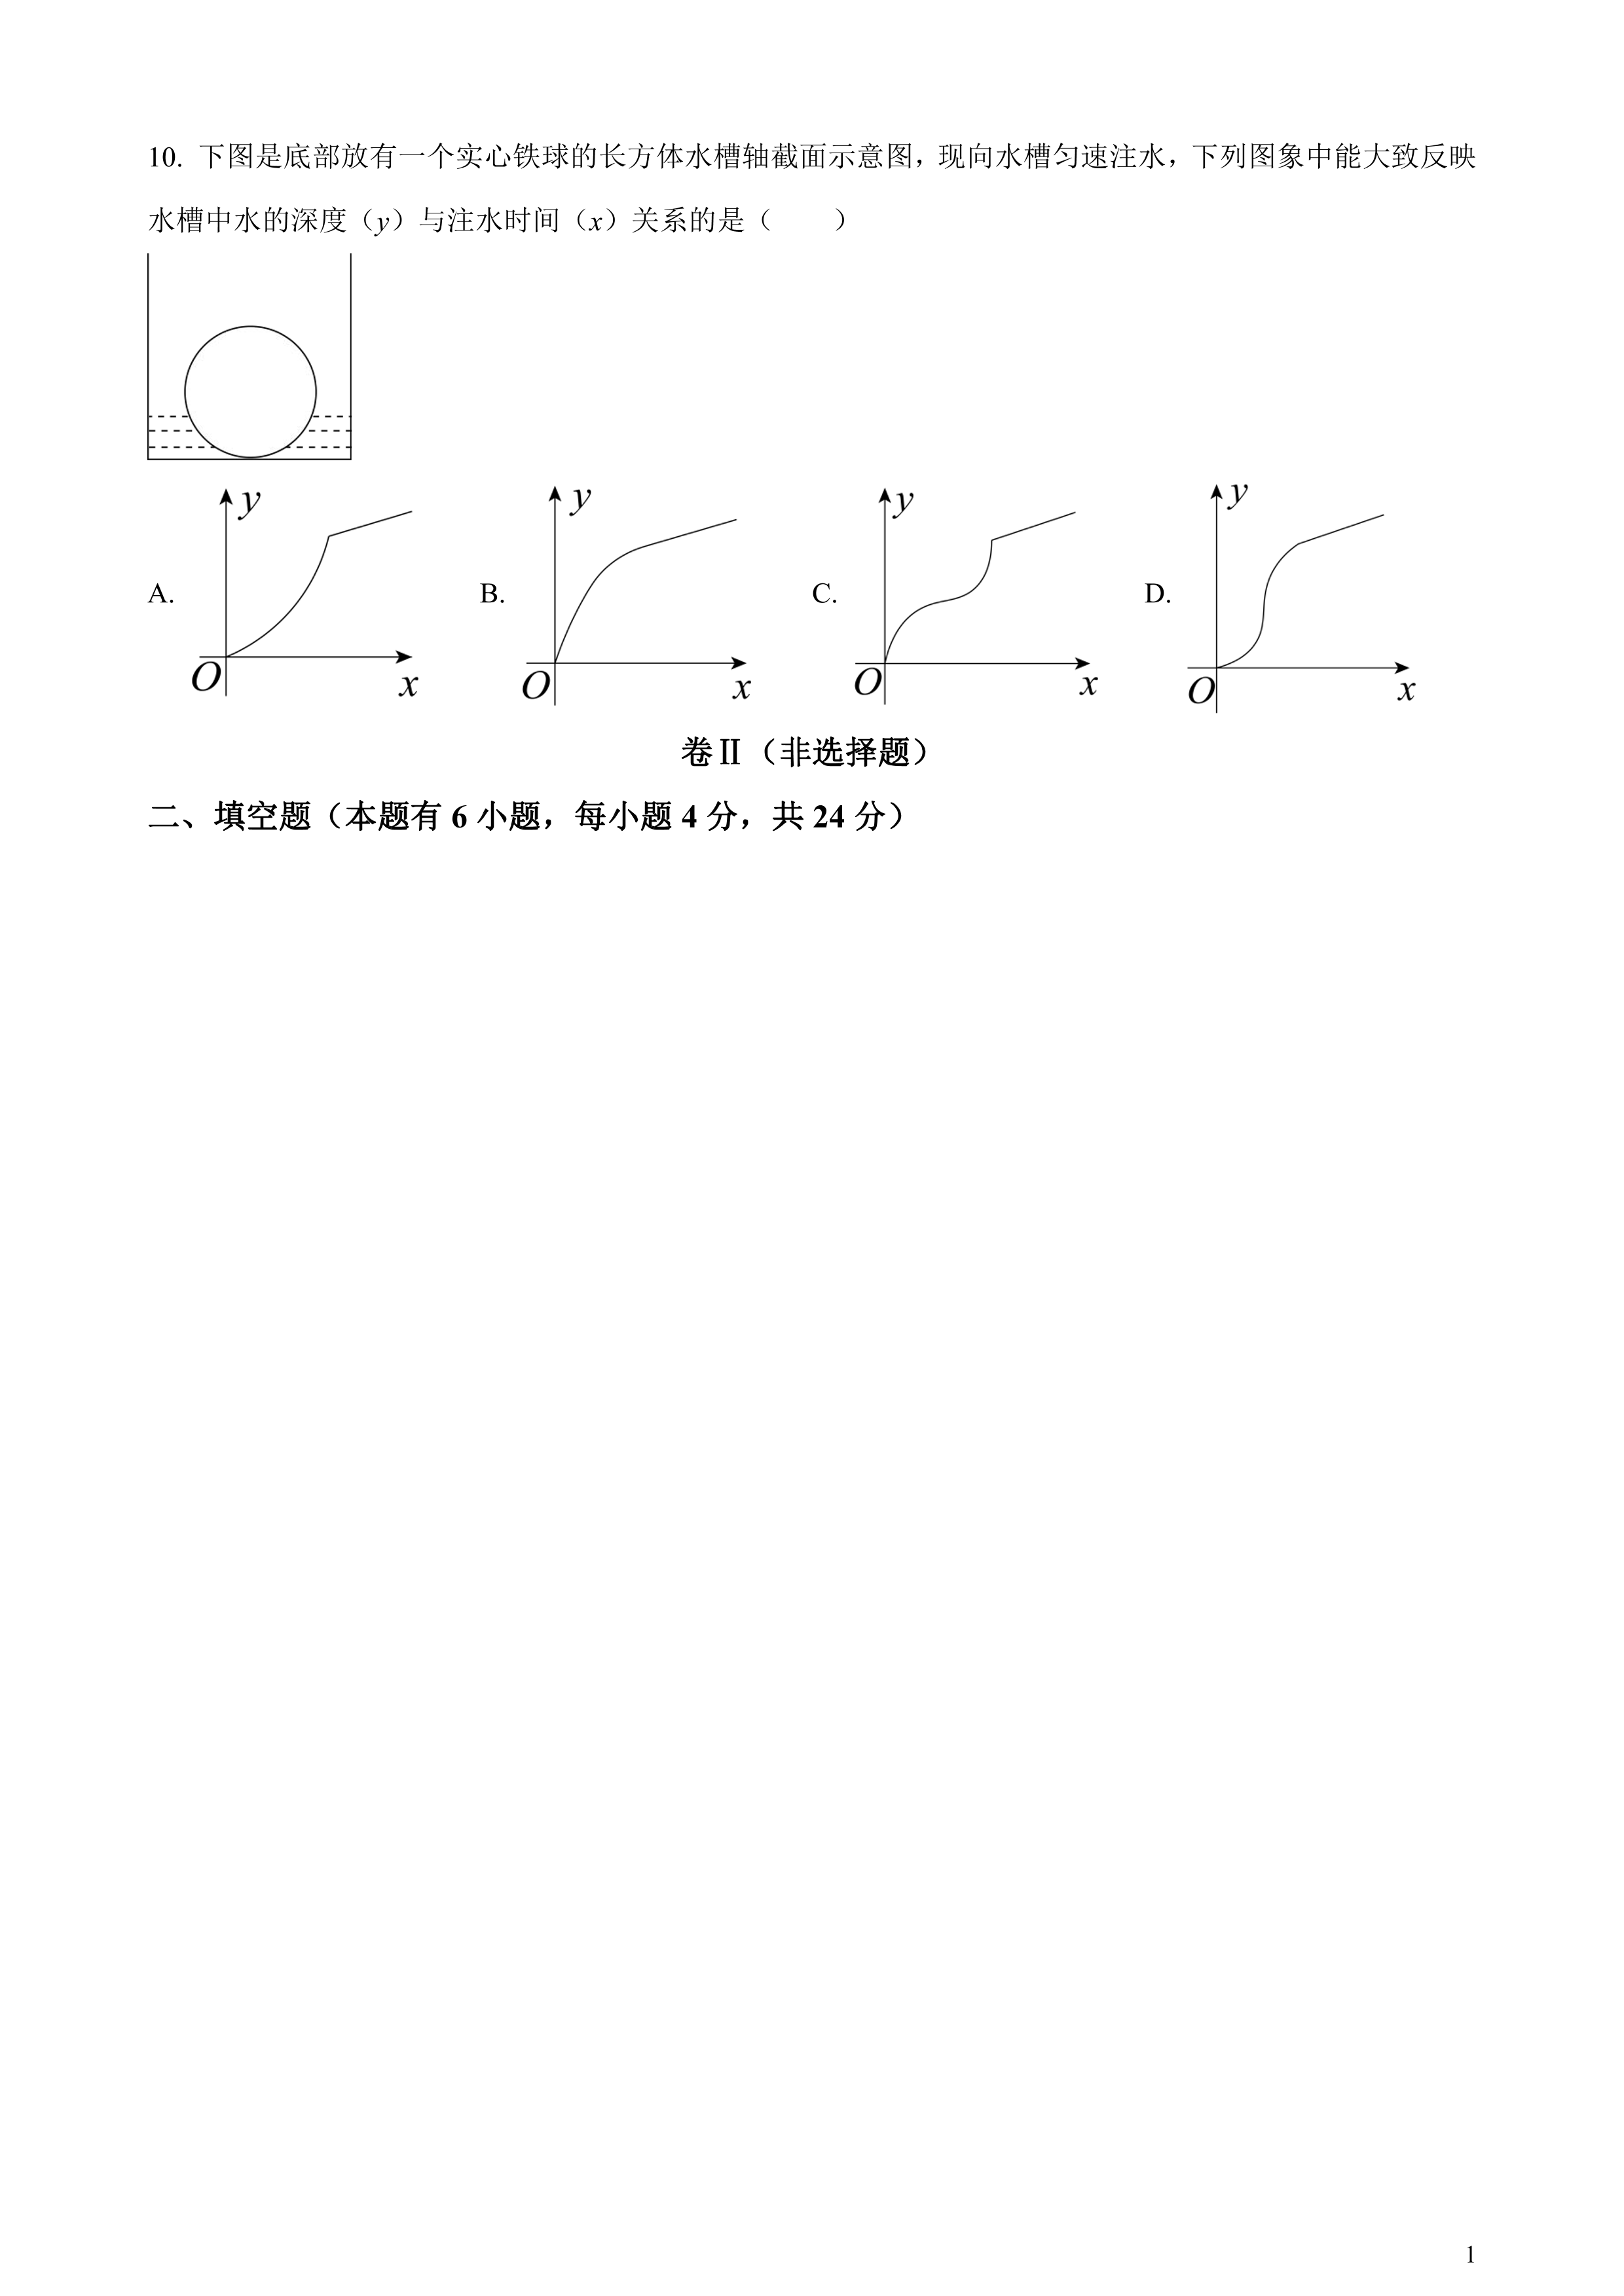 10. 下图是底部放有一个实心铁球的长方体水槽轴截面示意图，现向水槽匀速注水，下列图象中能大致反映
水槽中水的深度（y）与注水时间（x）关系的是（　　）
A. y O x B. y O x C. y O x D. y O x
卷Ⅱ（非选择题）
二、填空题（本题有 6 小题，每小题 4 分，共 24 分）
1